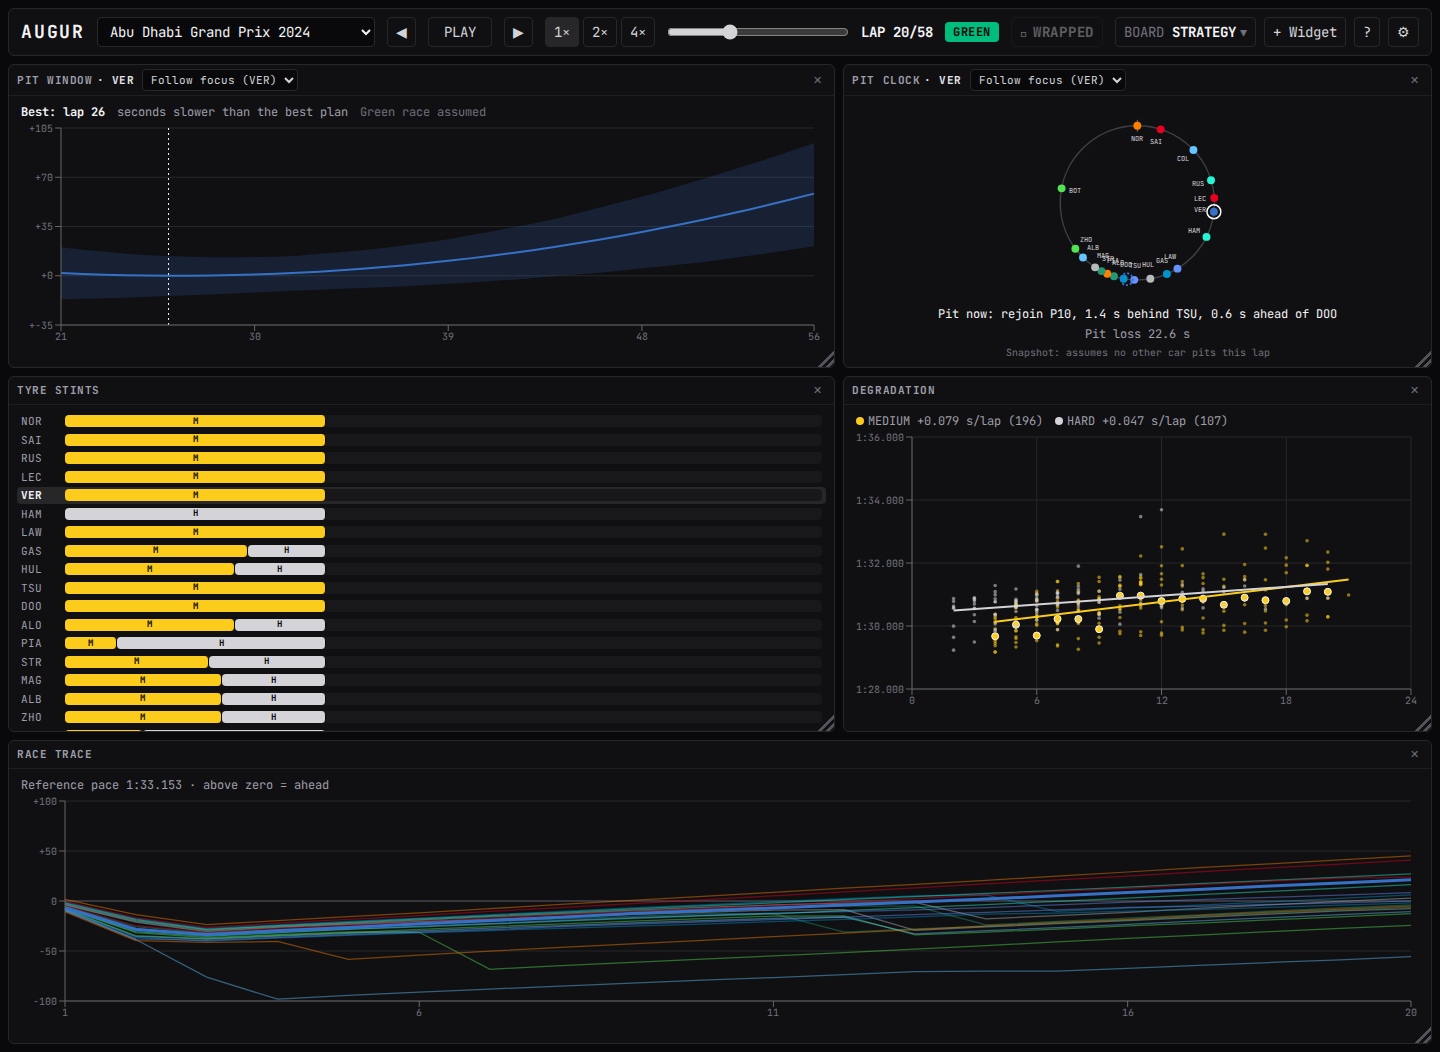 AUGUR Abu Dhabi Grand Prix 2024 ◀ PLAY ▶ 1× 2× 4× LAP 20/58 GREEN WRAPPED BOARD STRATEGY ▾ + Widget ? ⚙
PIT WINDOW · VER Follow focus (VER) ×
Best: lap 26 seconds slower than the best plan Green race assumed
+105
+70
+35
+0
+-35
21 30 39 48 56
PIT CLOCK · VER Follow focus (VER) ×
NOR
SAI
COL
RUS
BOT
LEC
VER
HAM
ZHO
ALB
LAW
GAS
HUL
TSU
Pit now: rejoin P10, 1.4 s behind TSU, 0.6 s ahead of DOO
Pit loss 22.6 s
Snapshot: assumes no other car pits this lap
TYRE STINTS ×
NOR M
SAI M
RUS M
LEC M
VER M
HAM H
LAW M
GAS M H
HUL M H
TSU M
DOO M
ALO M H
PIA M H
STR M H
MAG M H
ALB M H
ZHO M H
DEGRADATION ×
MEDIUM +0.079 s/lap (196) HARD +0.047 s/lap (107)
1:36.000
1:34.000
1:32.000
1:30.000
1:28.000
0 6 12 18 24
RACE TRACE ×
Reference pace 1:33.153 · above zero = ahead
+100
+50
0
-50
-100
1 6 11 16 20